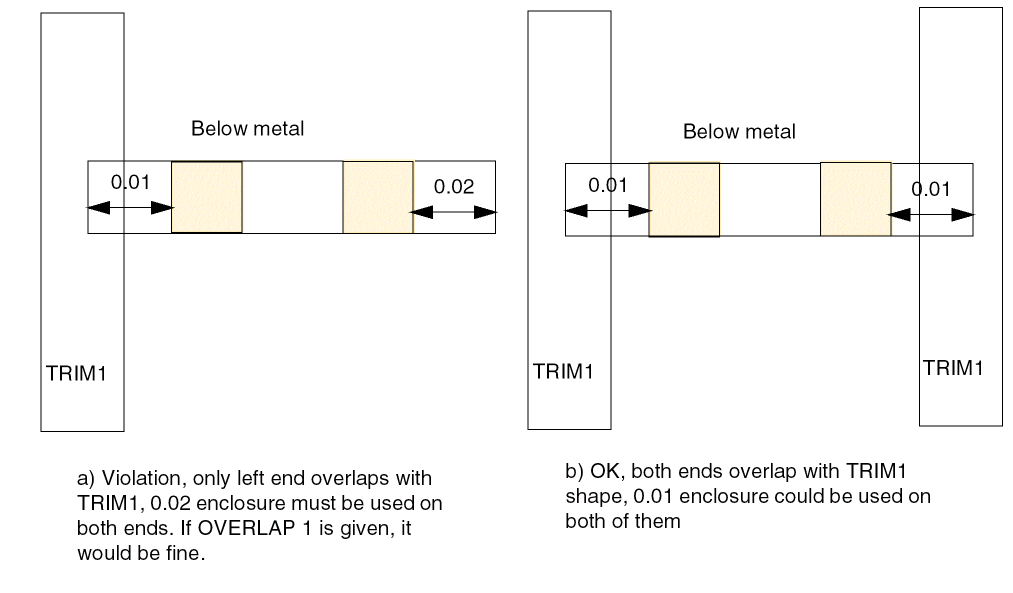 Below metal
0.01
0.02
TRIM1
a) Violation, only left end overlaps with
TRIM1, 0.02 enclosure must be used on
both ends. If OVERLAP 1 is given, it
would be fine.
Below metal
0.01
0.01
TRIM1
TRIM1
b) OK, both ends overlap with TRIM1
shape, 0.01 enclosure could be used on
both of them